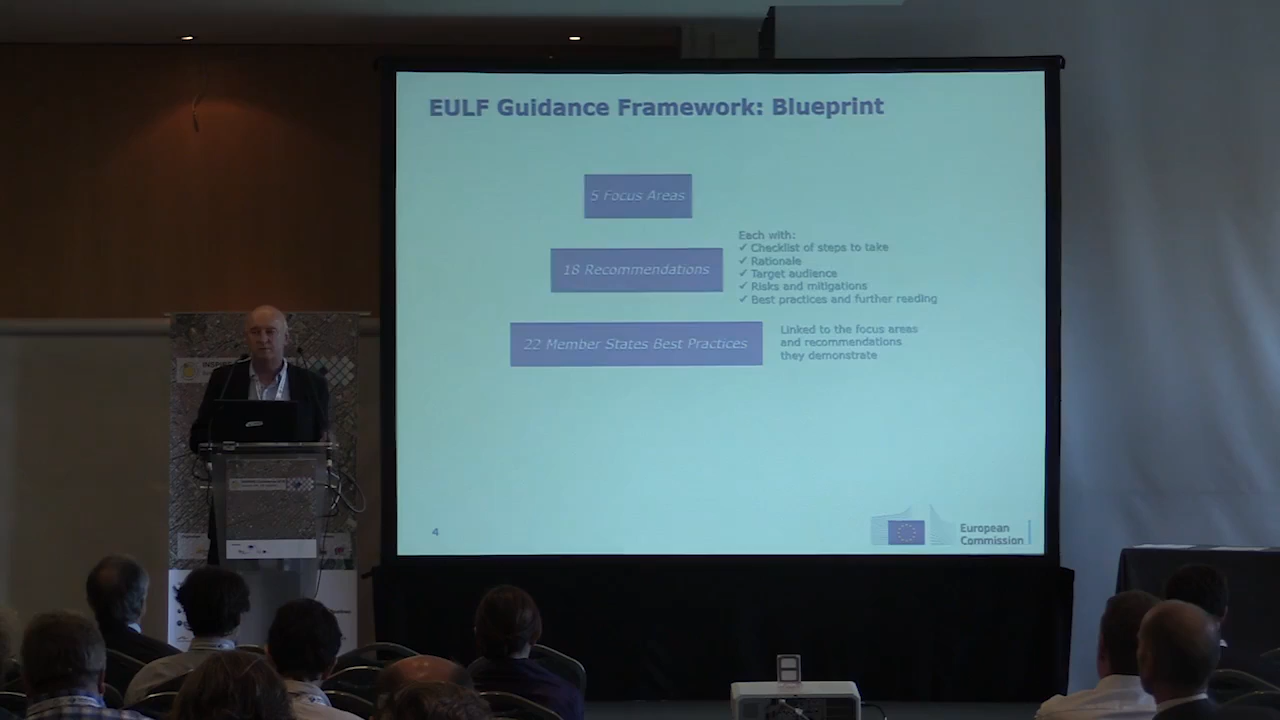 EULF Guidance Framework: Blueprint
5 Focus Areas
18 Recommendations
Each with:
✓ Checklist of steps to take
✓ Rationale
✓ Target audience
✓ Risks and mitigations
✓ Best practices and further reading
22 Member States Best Practices
Linked to the focus areas
and recommendations
they demonstrate
4
European
Commission
INSPIRE